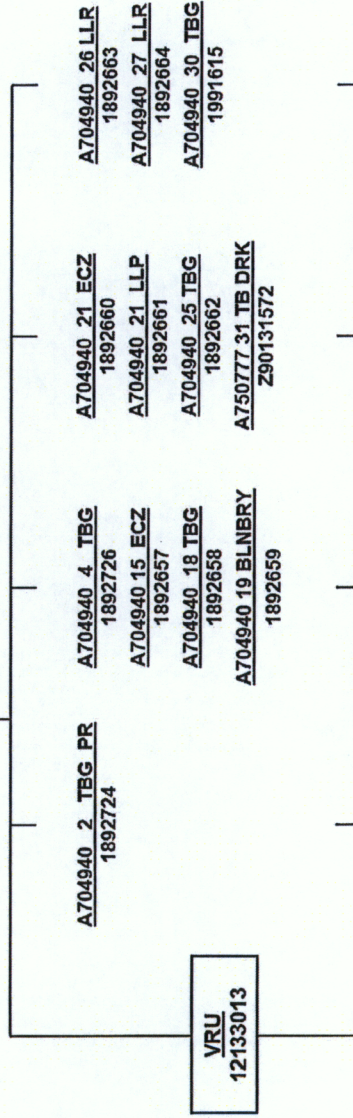 A704940 2 TBG PR
1892724
A704940 4 TBG
1892726
A704940 15 ECZ
1892657
A704940 18 TBG
1892658
A704940 19 BLNBRY
1892659
A704940 21 ECZ
1892660
A704940 21 LLP
1892661
A704940 25 TBG
1892662
A750777 31 TB DRK
Z90131572
A704940 26 LLR
1892663
A704940 27 LLR
1892664
A704940 30 TBG
1991615
VRU
12133013